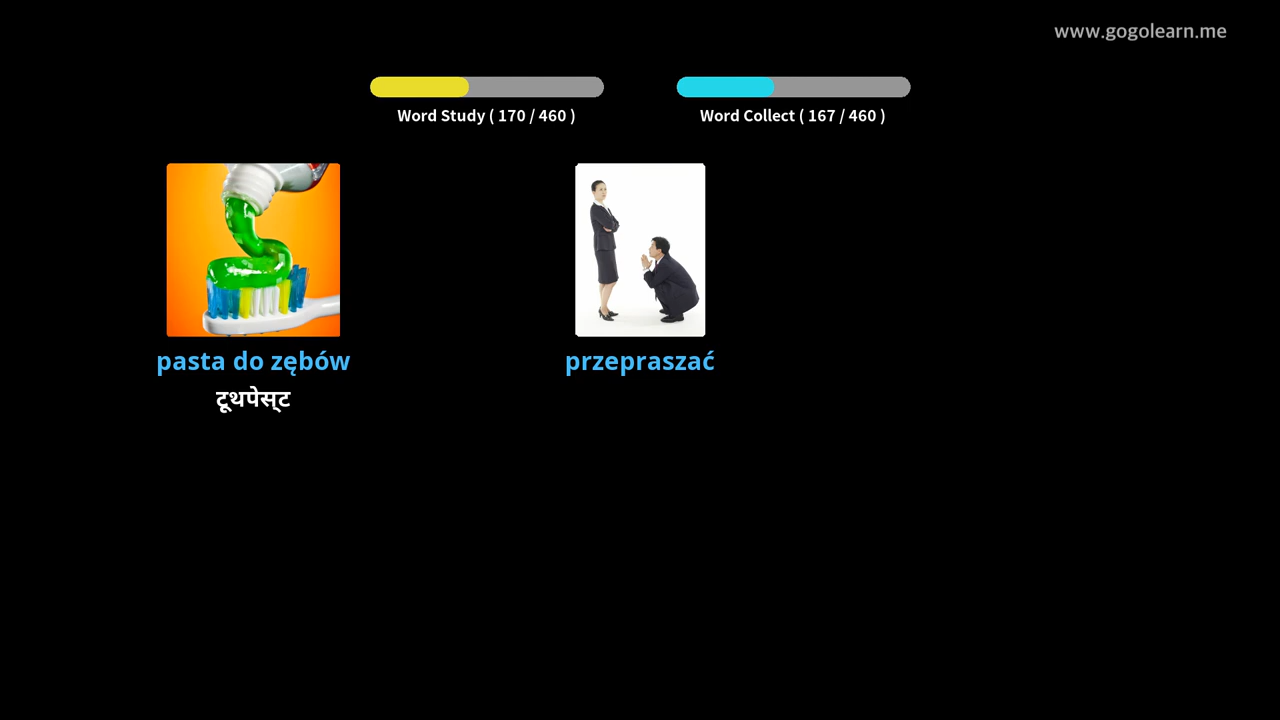 www.gogolearn.me
Word Study ( 170 / 460 )
Word Collect ( 167 / 460 )
pasta do zębów
przepraszać
टूथपेस्ट